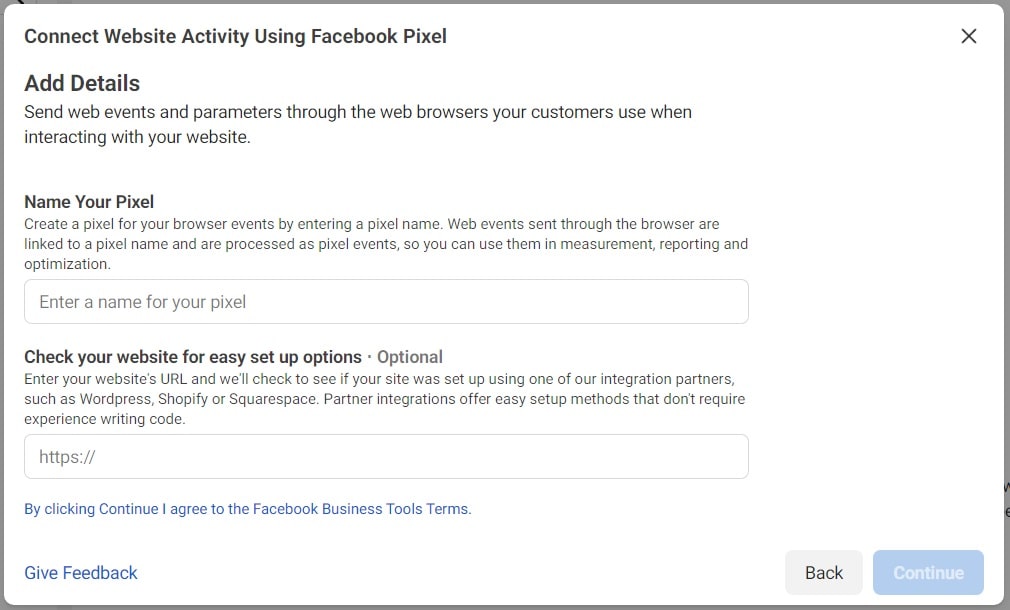 Connect Website Activity Using Facebook Pixel
Add Details
Send web events and parameters through the web browsers your customers use when
interacting with your website.
Name Your Pixel
Create a pixel for your browser events by entering a pixel name. Web events sent through the browser are
linked to a pixel name and are processed as pixel events, so you can use them in measurement, reporting and
optimization.
Enter a name for your pixel
Check your website for easy set up options · Optional
Enter your website's URL and we'll check to see if your site was set up using one of our integration partners,
such as Wordpress, Shopify or Squarespace. Partner integrations offer easy setup methods that don't require
experience writing code.
https://
By clicking Continue I agree to the Facebook Business Tools Terms.
Give Feedback
Back
Continue